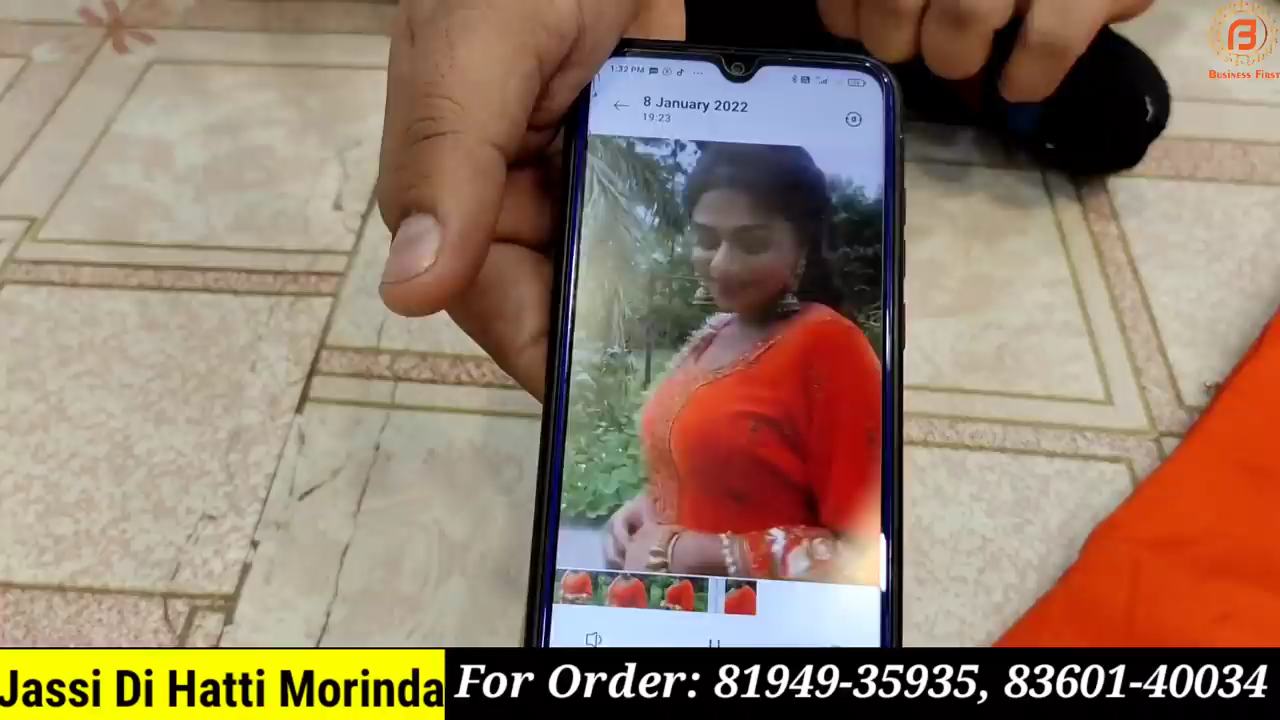 1:32 PM
8 January 2022
19:23
BUSINESS FIRST
Jassi Di Hatti Morinda
For Order: 81949-35935, 83601-40034